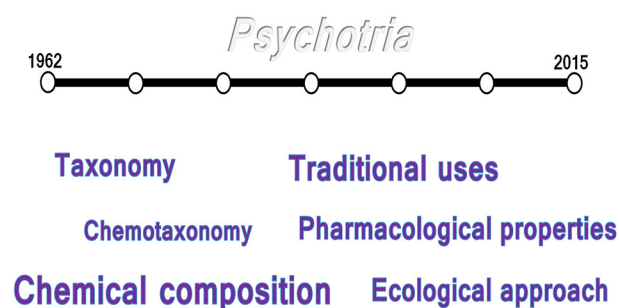 Psychotria
1962 2015
Taxonomy Traditional uses
Chemotaxonomy Pharmacological properties
Chemical composition Ecological approach